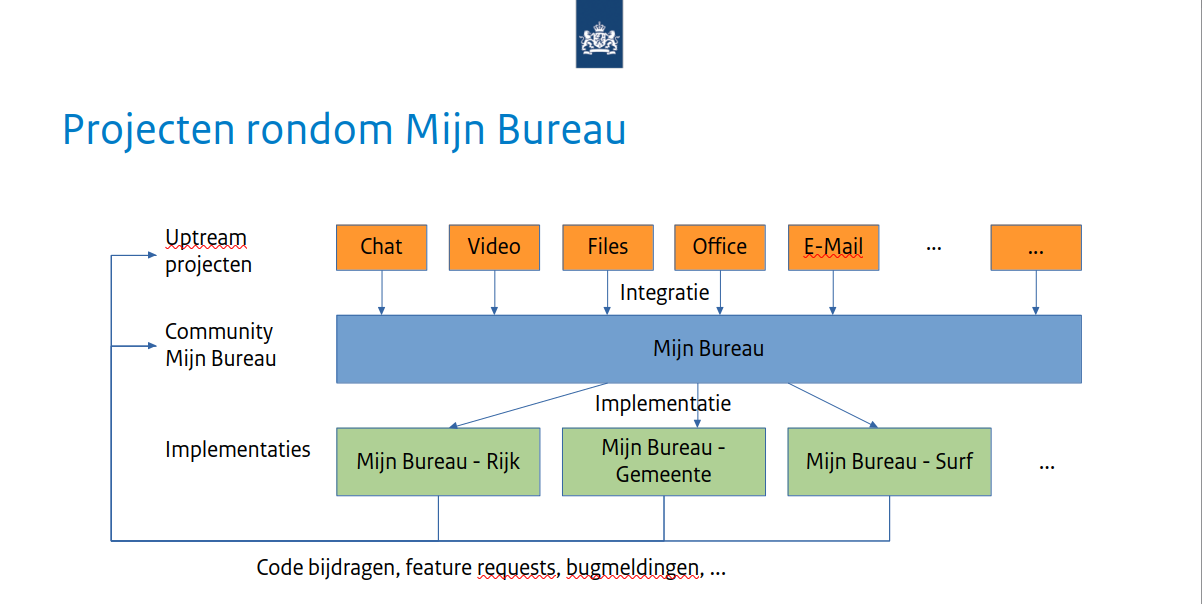 Projecten rondom Mijn Bureau
Uptream
projecten
Chat
Video
Files
Office
E-Mail
...
...
Integratie
Community
Mijn Bureau
Mijn Bureau
Implementatie
Implementaties
Mijn Bureau - Rijk
Mijn Bureau -
Gemeente
Mijn Bureau - Surf
...
Code bijdragen, feature requests, bugmeldingen, ...